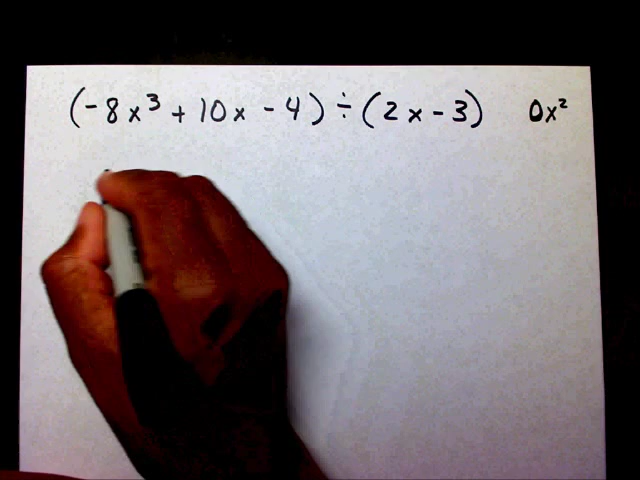 (-8x³ + 10x - 4) ÷ (2x - 3) 0x²